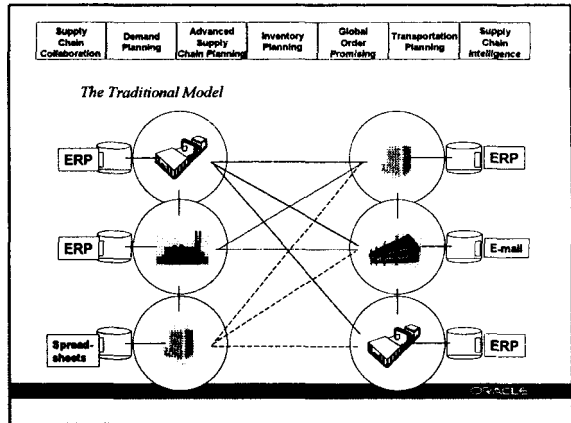 Supply
Chain
Collaboration
Demand
Planning
Advanced
Supply
Chain Planning
Inventory
Planning
Global
Order
Promising
Transportation
Planning
Supply
Chain
Intelligence
The Traditional Model
ERP
ERP
ERP
E-mail
Spread-
sheets
ERP
ORACLE